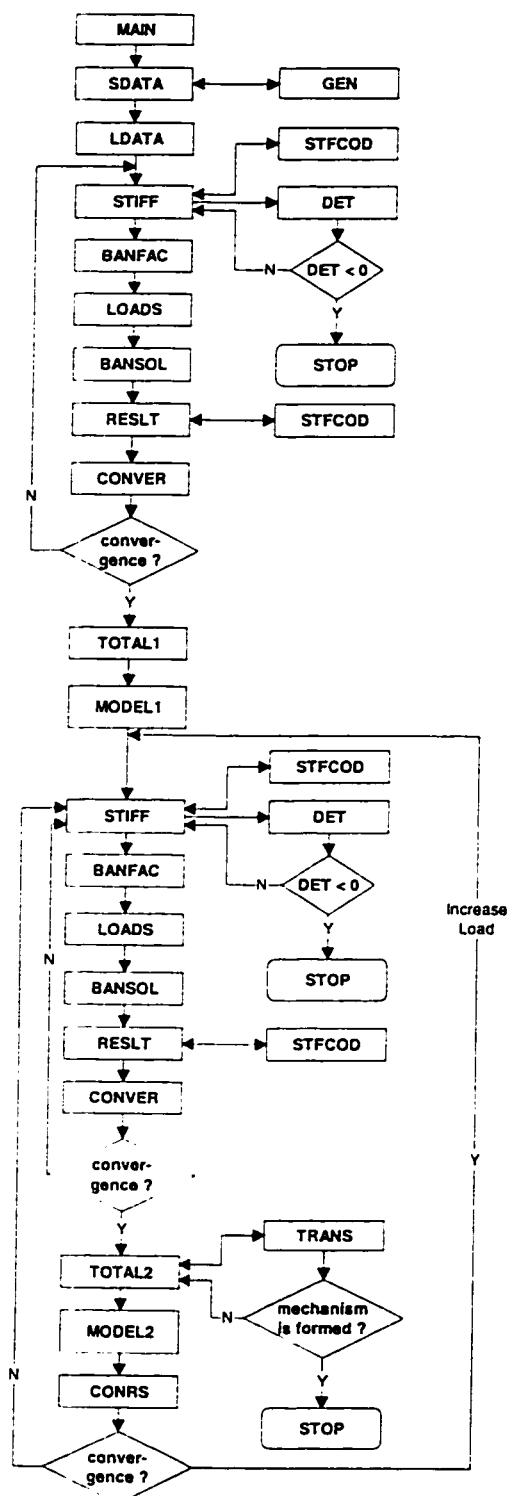 MAIN
SDATA
GEN
LDATA
STFCOD
STIFF
DET
BANFAC
N
DET < 0
Y
LOADS
BANSOL
STOP
RESLT
STFCOD
CONVER
N
conver-
gence ?
Y
TOTAL1
MODEL1
STFCOD
STIFF
DET
BANFAC
N
DET < 0
Increase
Load
LOADS
Y
N
BANSOL
STOP
RESLT
STFCOD
CONVER
conver-
gence ?
Y
Y
TRANS
TOTAL2
N
mechanism
is formed ?
MODEL2
N
Y
CONRS
STOP
conver-
gence ?